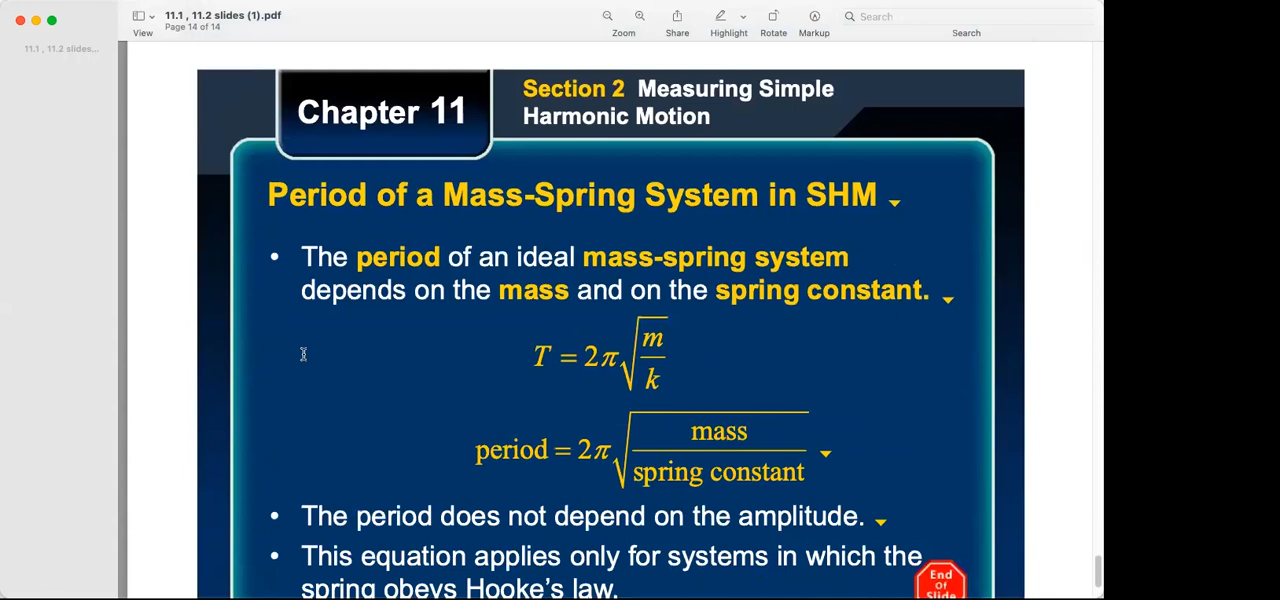 11.1 , 11.2 slides (1).pdf
Page 14 of 14
View
Zoom
Share
Highlight
Rotate
Markup
Search
Search
11.1 , 11.2 slides...
Chapter 11
Section 2 Measuring Simple
Harmonic Motion
Period of a Mass-Spring System in SHM
• The period of an ideal mass-spring system
depends on the mass and on the spring constant.
T = 2π√(m/k)
period = 2π√(mass/spring constant)
• The period does not depend on the amplitude.
• This equation applies only for systems in which the
spring obeys Hooke's law.
End
Of
Slide